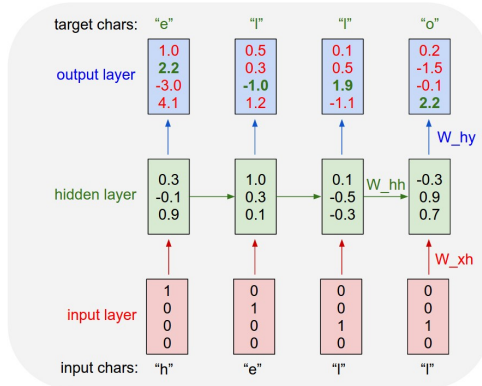 target chars: "e" "l" "l" "o"
output layer
1.0 0.5 0.1 0.2
2.2 0.3 0.5 -1.5
-3.0 -1.0 1.9 -0.1
4.1 1.2 -1.1 2.2
W_hy
hidden layer
0.3 1.0 0.1 -0.3
-0.1 0.3 -0.5 0.9
0.9 0.1 -0.3 0.7
W_hh
W_xh
input layer
1 0 0 0
0 1 0 0
0 0 1 1
0 0 0 0
input chars: "h" "e" "l" "l"